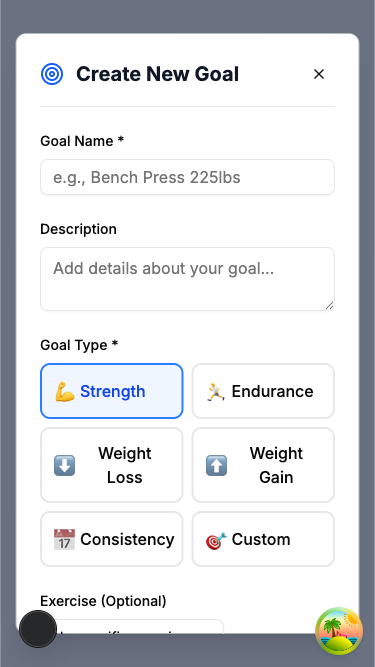 Create New Goal
Goal Name *
e.g., Bench Press 225lbs
Description
Add details about your goal...
Goal Type *
Strength
Endurance
Weight
Loss
Weight
Gain
Consistency
Custom
Exercise (Optional)